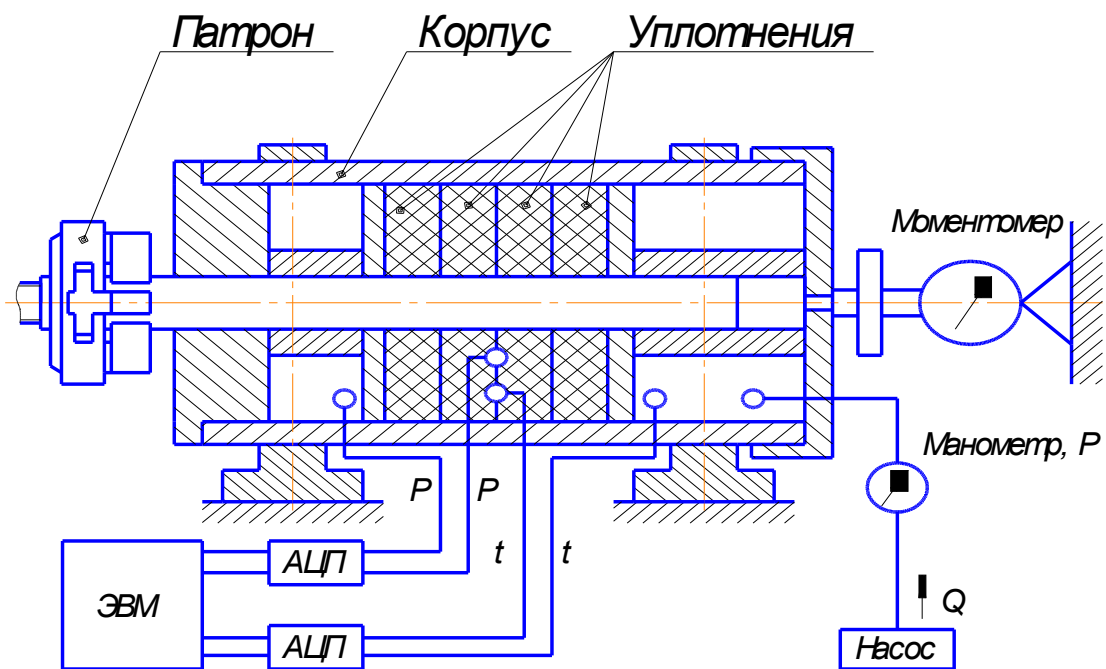 Патрон
Корпус
Уплотнения
Моментомер
Манометр, P
P
P
t
t
АЦП
ЭВМ
АЦП
Q
Насос